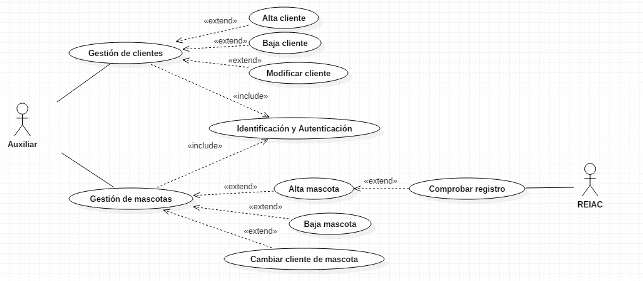 «extend»
Alta cliente
Gestión de clientes
«extend»
Baja cliente
«extend»
Modificar cliente
«include»
Identificación y Autenticación
Auxiliar
«include»
Gestión de mascotas
«extend»
Alta mascota
«extend»
Comprobar registro
REIAC
«extend»
Baja mascota
«extend»
Cambiar cliente de mascota